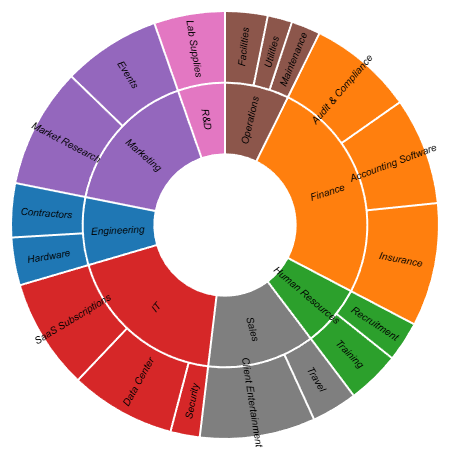 Operations
Facilities
Utilities
Maintenance
Finance
Audit & Compliance
Accounting Software
Insurance
Human Resources
Recruitment
Training
Sales
Travel
Client Entertainment
IT
Security
Data Center
SaaS Subscriptions
Engineering
Hardware
Contractors
Marketing
Market Research
Events
R&D
Lab Supplies